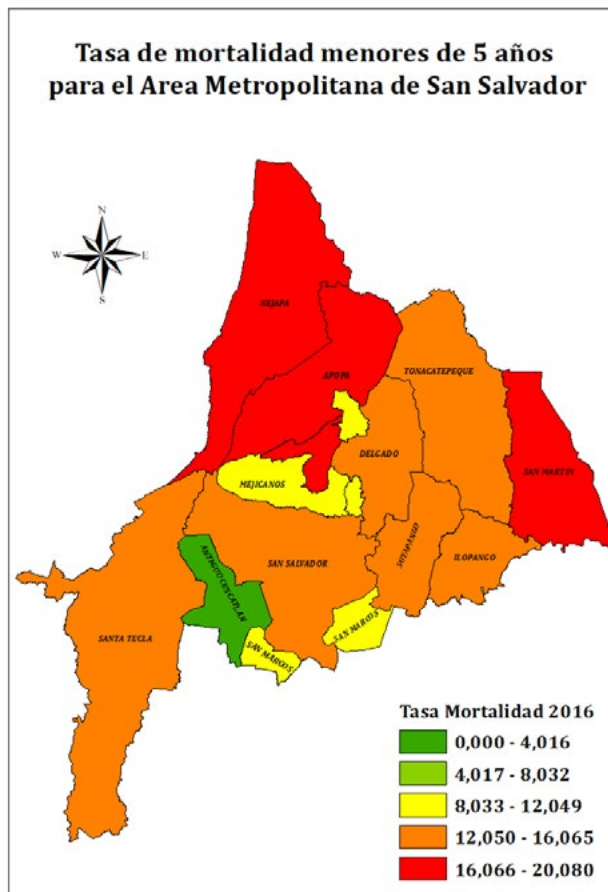 Tasa de mortalidad menores de 5 años
para el Area Metropolitana de San Salvador
N
W E
S
NEJAPA
APOPA
TONACATEPEQUE
DELGADO
SAN MARTIN
MEJICANOS
ANTIGUO CUSCATLAN
SAN SALVADOR
SOYAPANGO
ILOPANGO
SAN MARCOS
SANTA TECLA
SAN MARCOS
Tasa Mortalidad 2016
0,000 - 4,016
4,017 - 8,032
8,033 - 12,049
12,050 - 16,065
16,066 - 20,080